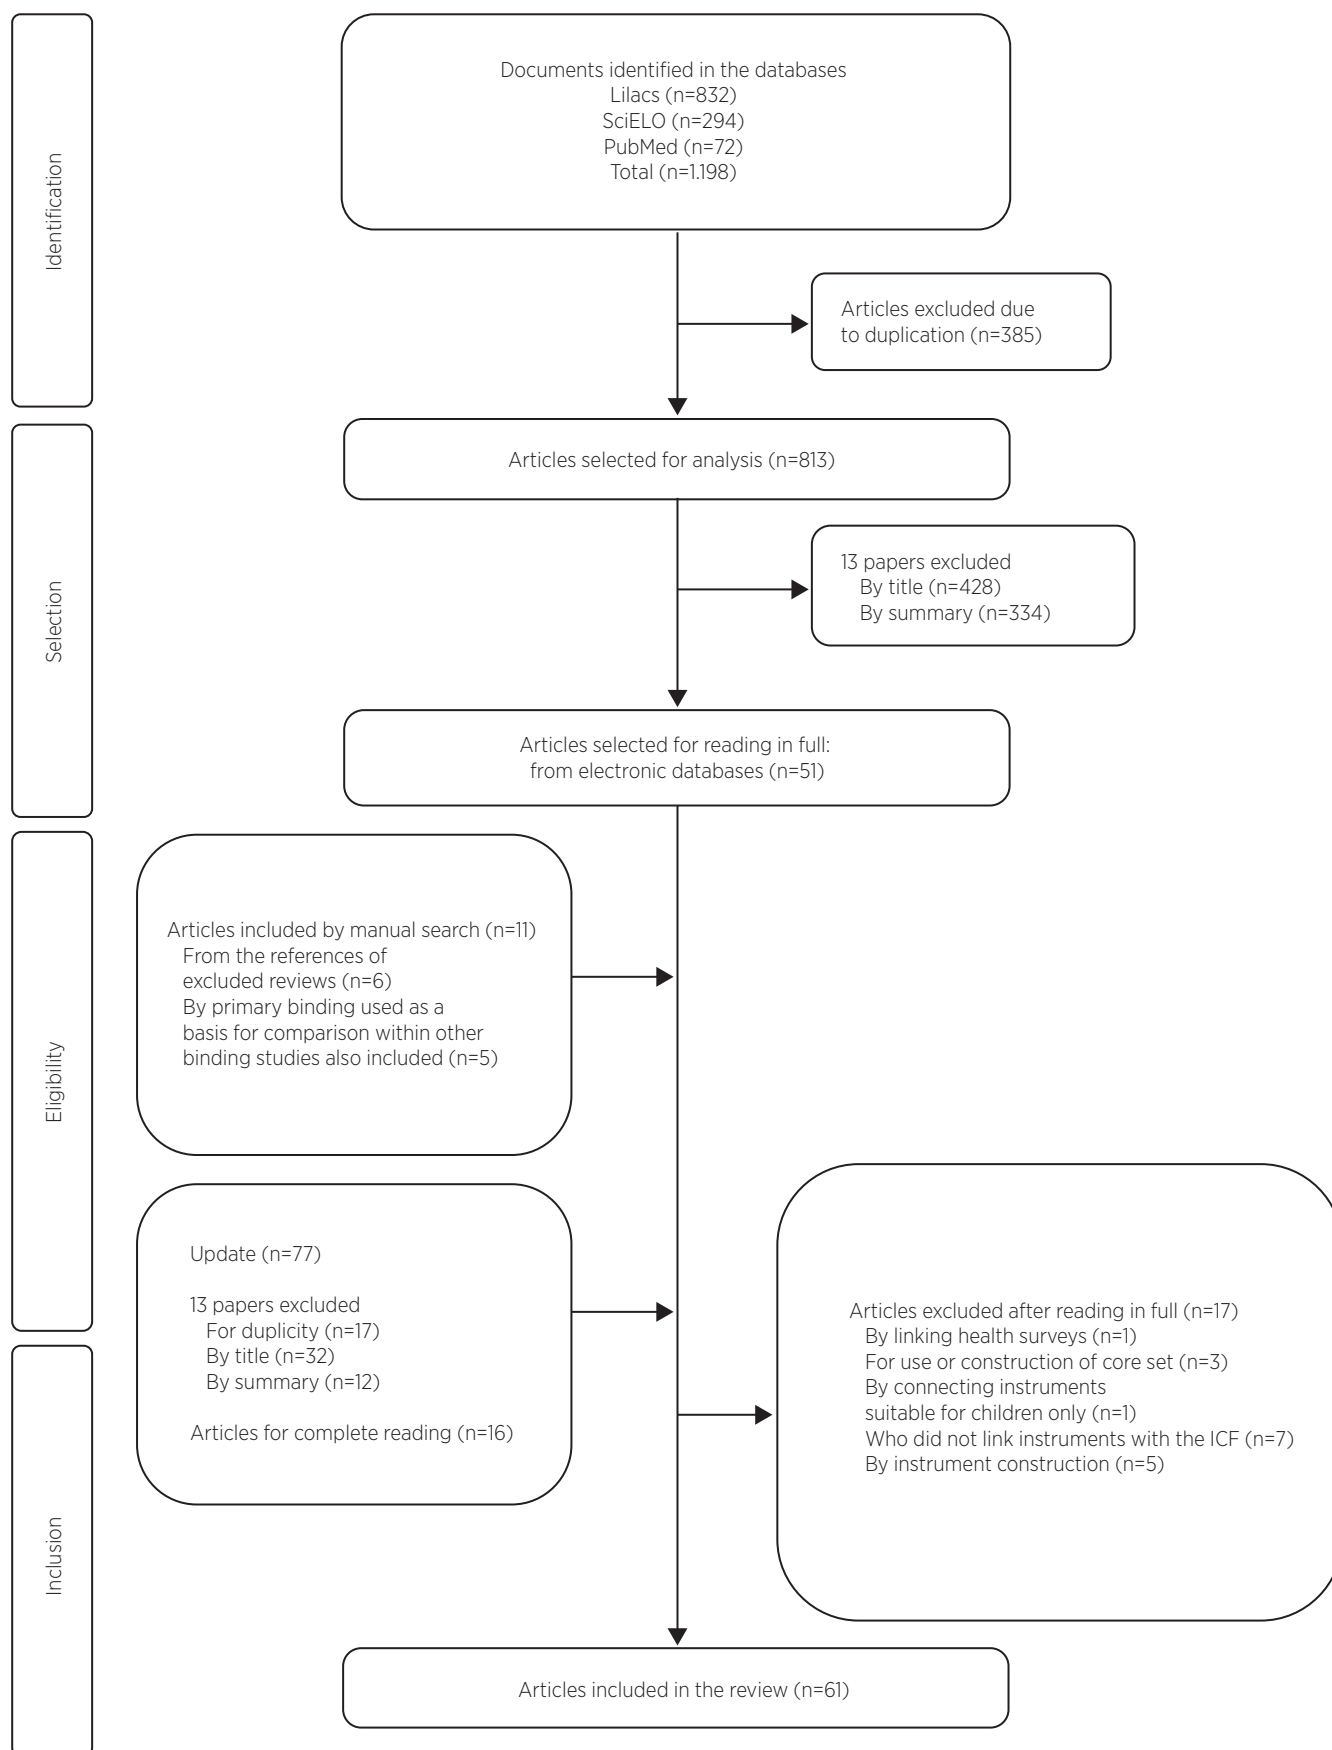 Identification
Documents identified in the databases
Lilacs (n=832)
SciELO (n=294)
PubMed (n=72)
Total (n=1.198)
Articles excluded due
to duplication (n=385)
Selection
Articles selected for analysis (n=813)
13 papers excluded
By title (n=428)
By summary (n=334)
Articles selected for reading in full:
from electronic databases (n=51)
Eligibility
Articles included by manual search (n=11)
From the references of
excluded reviews (n=6)
By primary binding used as a
basis for comparison within other
binding studies also included (n=5)
Update (n=77)
13 papers excluded
For duplicity (n=17)
By title (n=32)
By summary (n=12)
Articles for complete reading (n=16)
Articles excluded after reading in full (n=17)
By linking health surveys (n=1)
For use or construction of core set (n=3)
By connecting instruments
suitable for children only (n=1)
Who did not link instruments with the ICF (n=7)
By instrument construction (n=5)
Inclusion
Articles included in the review (n=61)